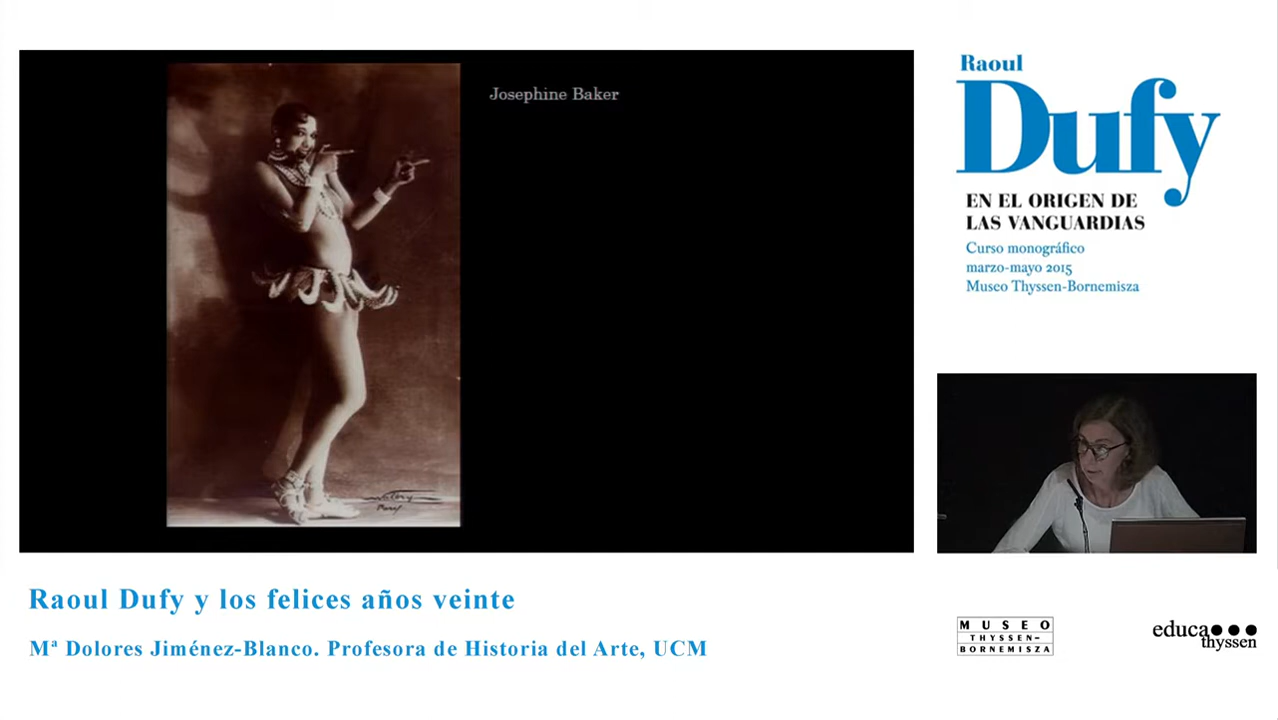 Josephine Baker
Raoul
Dufy
EN EL ORIGEN DE
LAS VANGUARDIAS
Curso monográfico
marzo-mayo 2015
Museo Thyssen-Bornemisza
Raoul Dufy y los felices años veinte
Mª Dolores Jiménez-Blanco. Profesora de Historia del Arte, UCM
MUSEO
THYSSEN-
BORNEMISZA
educa
thyssen